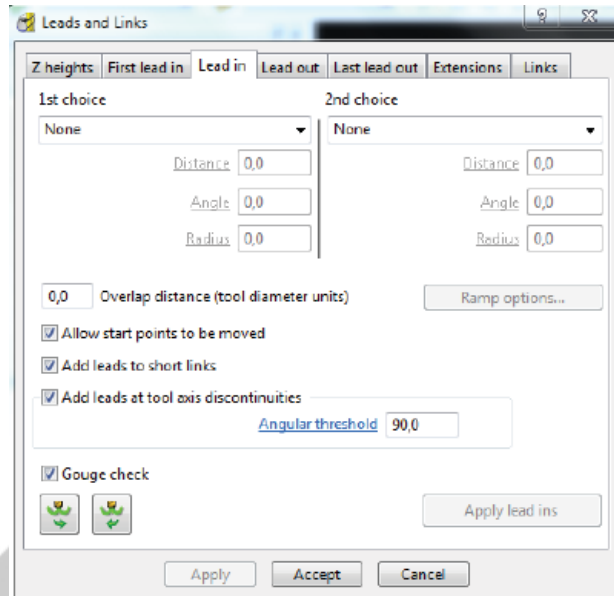 Leads and Links
Z heights First lead in Lead in Lead out Last lead out Extensions Links
1st choice 2nd choice
None None
Distance 0,0 Distance 0,0
Angle 0,0 Angle 0,0
Radius 0,0 Radius 0,0
0,0 Overlap distance (tool diameter units) Ramp options...
Allow start points to be moved
Add leads to short links
Add leads at tool axis discontinuities
Angular threshold 90,0
Gouge check
Apply lead ins
Apply Accept Cancel